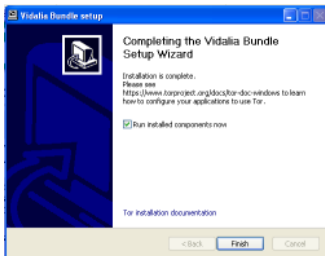 Vidalia Bundle setup
Completing the Vidalia Bundle
Setup Wizard
Installation is complete.
Please see
https://www.torproject.org/docs/tor-doc-windows to learn
how to configure your applications to use Tor.
Run installed components now
Tor installation documentation
< Back
Finish
Cancel